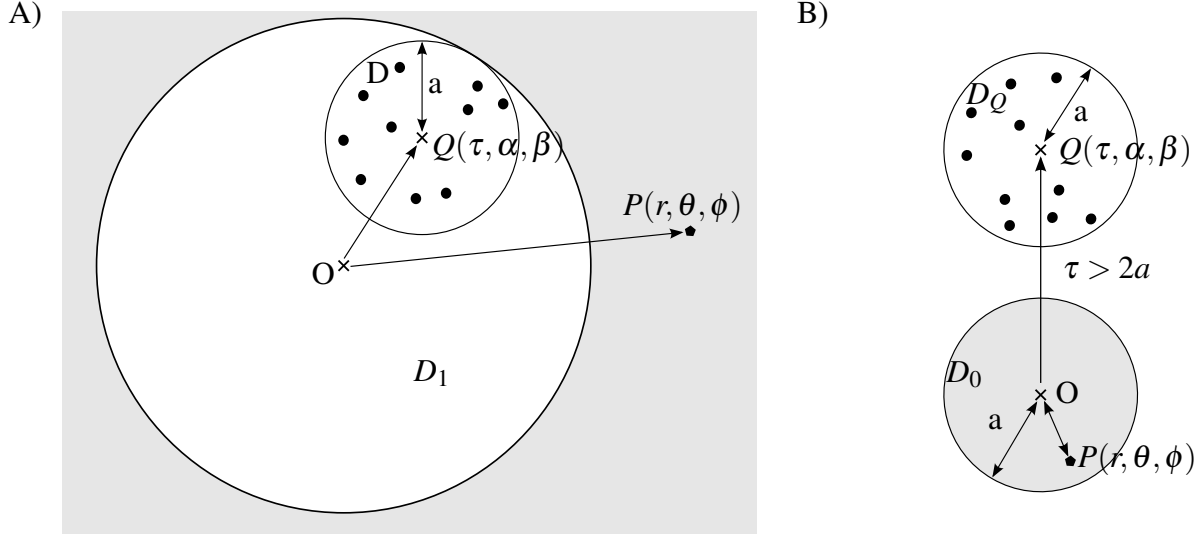 A)
D
a
Q(τ, α, β)
P(r, θ, φ)
O
D₁
B)
D_Q
a
Q(τ, α, β)
τ > 2a
D₀
O
a
P(r, θ, φ)